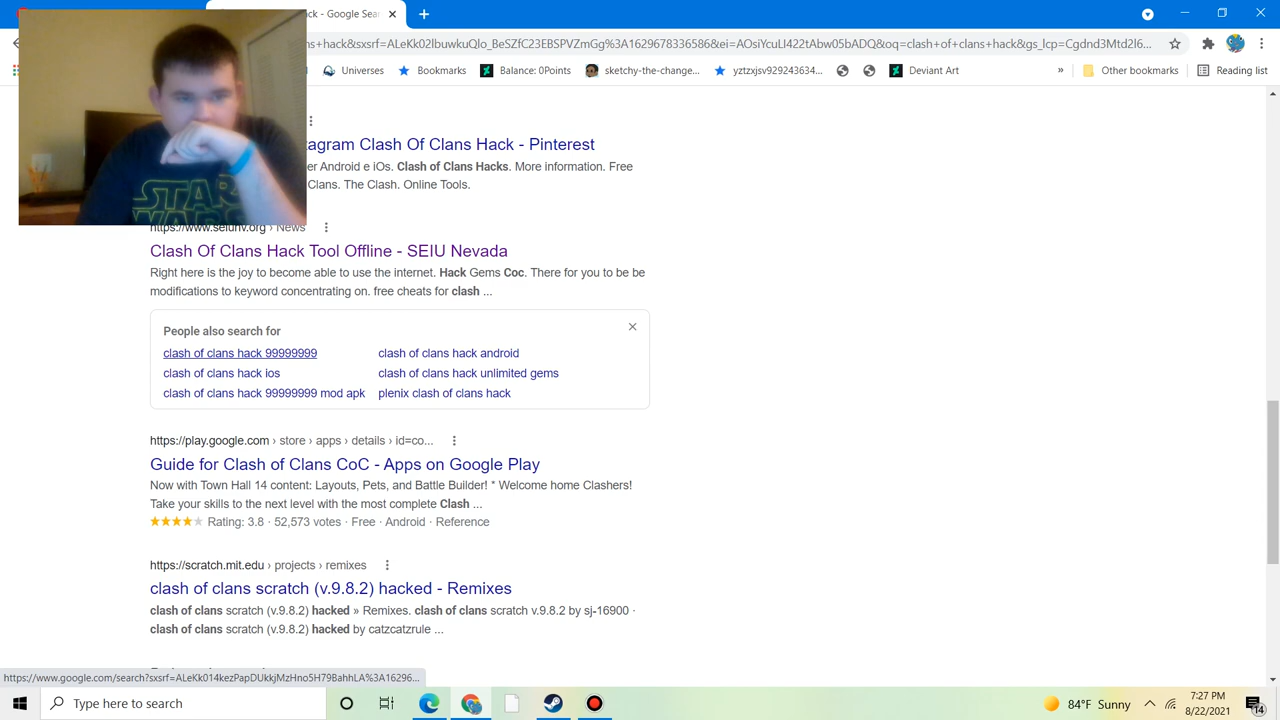 ck - Google Sea
s+hack&sxsrf=ALeKk02lbuwkuQlo_BeSZfC23EBSPVZmGg%3A1629678336586&ei=AOsiYcuLI422tAbw05bADQ&oq=clash+of+clans+hack&gs_lcp=Cgdnd3Mtd2l6...
Universes
Bookmarks
Balance: 0Points
sketchy-the-change...
yztzxjsv929243634...
Deviant Art
»
Other bookmarks
Reading list
tagram Clash Of Clans Hack - Pinterest
er Android e iOs. Clash of Clans Hacks. More information. Free
Clans. The Clash. Online Tools.
https://www.seiunv.org › News
Clash Of Clans Hack Tool Offline - SEIU Nevada
Right here is the joy to become able to use the internet. Hack Gems Coc. There for you to be be
modifications to keyword concentrating on. free cheats for clash ...
People also search for
clash of clans hack 99999999
clash of clans hack android
clash of clans hack ios
clash of clans hack unlimited gems
clash of clans hack 99999999 mod apk
plenix clash of clans hack
https://play.google.com › store › apps › details › id=co...
Guide for Clash of Clans CoC - Apps on Google Play
Now with Town Hall 14 content: Layouts, Pets, and Battle Builder! * Welcome home Clashers!
Take your skills to the next level with the most complete Clash ...
Rating: 3.8 · 52,573 votes · Free · Android · Reference
https://scratch.mit.edu › projects › remixes
clash of clans scratch (v.9.8.2) hacked - Remixes
clash of clans scratch (v.9.8.2) hacked » Remixes. clash of clans scratch v.9.8.2 by sj-16900 ·
clash of clans scratch (v.9.8.2) hacked by catzcatzrule ...
https://www.google.com/search?sxsrf=ALeKk014kezPapDUkkjMzHno5H79BahhLA%3A16296...
Type here to search
84°F Sunny
7:27 PM
8/22/2021
14
STAR
WARS